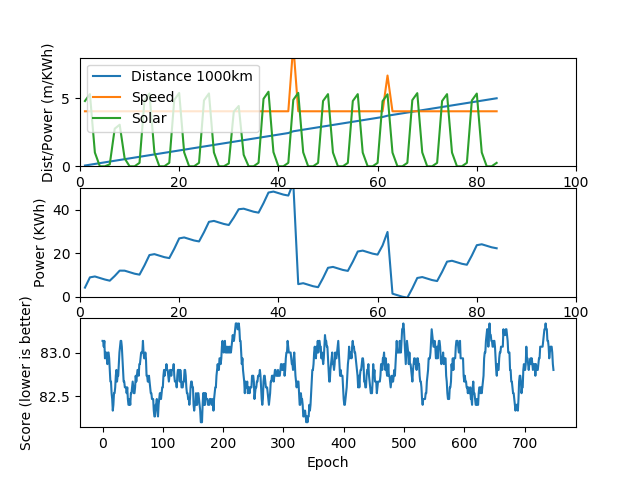 Dist/Power (m/KWh)
5
0
Distance 1000km
Speed
Solar
0 20 40 60 80 100
Power (KWh)
40
20
0
0 20 40 60 80 100
Score (lower is better)
83.0
82.5
0 100 200 300 400 500 600 700
Epoch